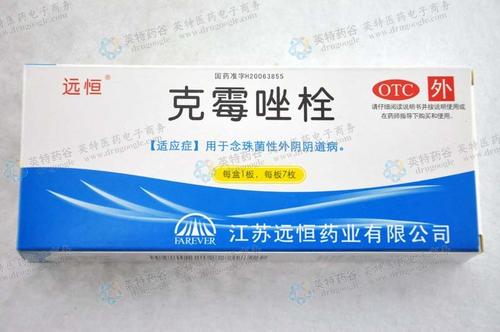 英特药谷 英特医药电子商务
www.drugoogle.com
国药准字H20063855
远恒®
克霉唑栓
OTC 外
请仔细阅读说明书并按说明使用或
在药师指导下购买和使用。
【适应症】用于念珠菌性外阴阴道病。
每盒1板，每板7枚
FAREVER
江苏远恒药业有限公司